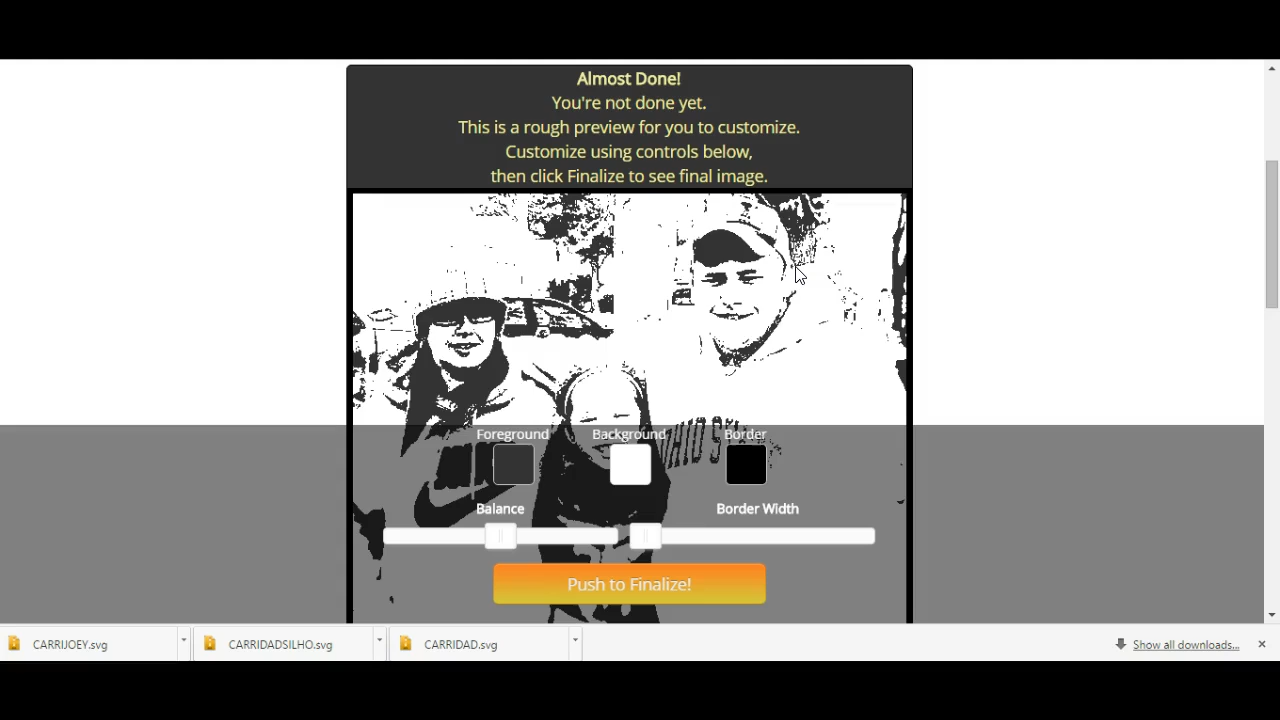 Almost Done!
You're not done yet.
This is a rough preview for you to customize.
Customize using controls below,
then click Finalize to see final image.
Foreground
Background
Border
Balance
Border Width
Push to Finalize!
CARRIJOEY.svg
CARRIDADSILHO.svg
CARRIDAD.svg
Show all downloads...